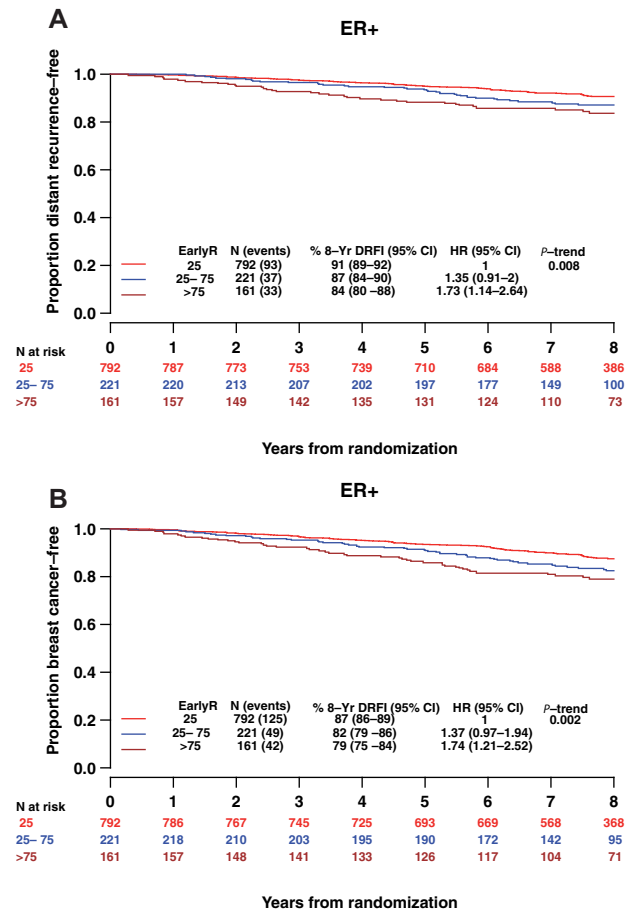 A
ER+
Proportion distant recurrence–free
1.0
0.8
0.6
0.4
0.2
0.0
EarlyR N (events) % 8–Yr DRFI (95% CI) HR (95% CI) P–trend
25 792 (93) 91 (89–92) 1 0.008
25– 75 221 (37) 87 (84–90) 1.35 (0.91–2)
>75 161 (33) 84 (80 –88) 1.73 (1.14–2.64)
0 1 2 3 4 5 6 7 8
N at risk
25 792 787 773 753 739 710 684 588 386
25– 75 221 220 213 207 202 197 177 149 100
>75 161 157 149 142 135 131 124 110 73
Years from randomization
B
ER+
Proportion breast cancer–free
1.0
0.8
0.6
0.4
0.2
0.0
EarlyR N (events) % 8–Yr DRFI (95% CI) HR (95% CI) P–trend
25 792 (125) 87 (86–89) 1 0.002
25– 75 221 (49) 82 (79 –86) 1.37 (0.97–1.94)
>75 161 (42) 79 (75 –84) 1.74 (1.21–2.52)
0 1 2 3 4 5 6 7 8
N at risk
25 792 786 767 745 725 693 669 568 368
25– 75 221 218 210 203 195 190 172 142 95
>75 161 157 148 141 133 126 117 104 71
Years from randomization